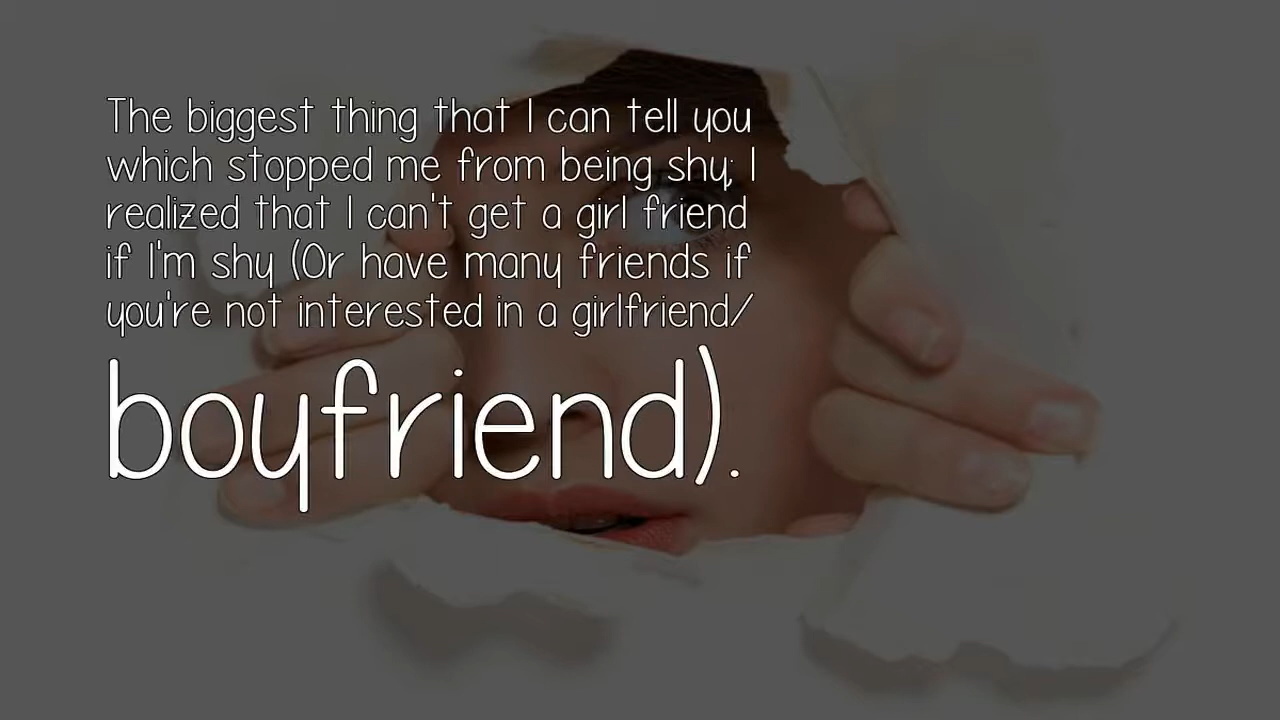 The biggest thing that I can tell you
which stopped me from being shy; I
realized that I can't get a girl friend
if I'm shy (Or have many friends if
you're not interested in a girlfriend/
boyfriend).